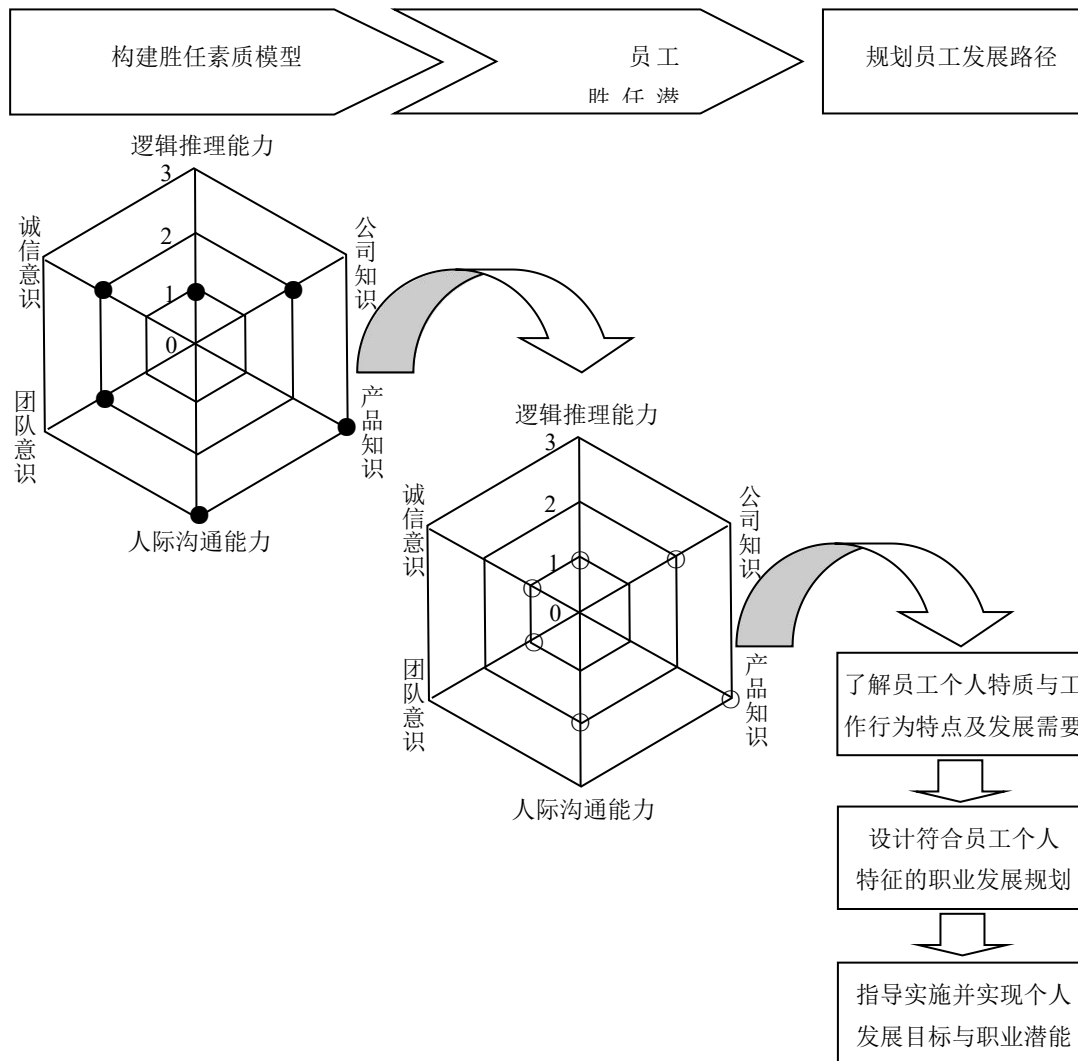 构建胜任素质模型
员工
胜任潜
规划员工发展路径
逻辑推理能力
3
2
1
0
诚信意识
公司知识
团队意识
产品知识
人际沟通能力
逻辑推理能力
3
2
1
0
诚信意识
公司知识
团队意识
产品知识
人际沟通能力
了解员工个人特质与工
作行为特点及发展需要
设计符合员工个人
特征的职业发展规划
指导实施并实现个人
发展目标与职业潜能